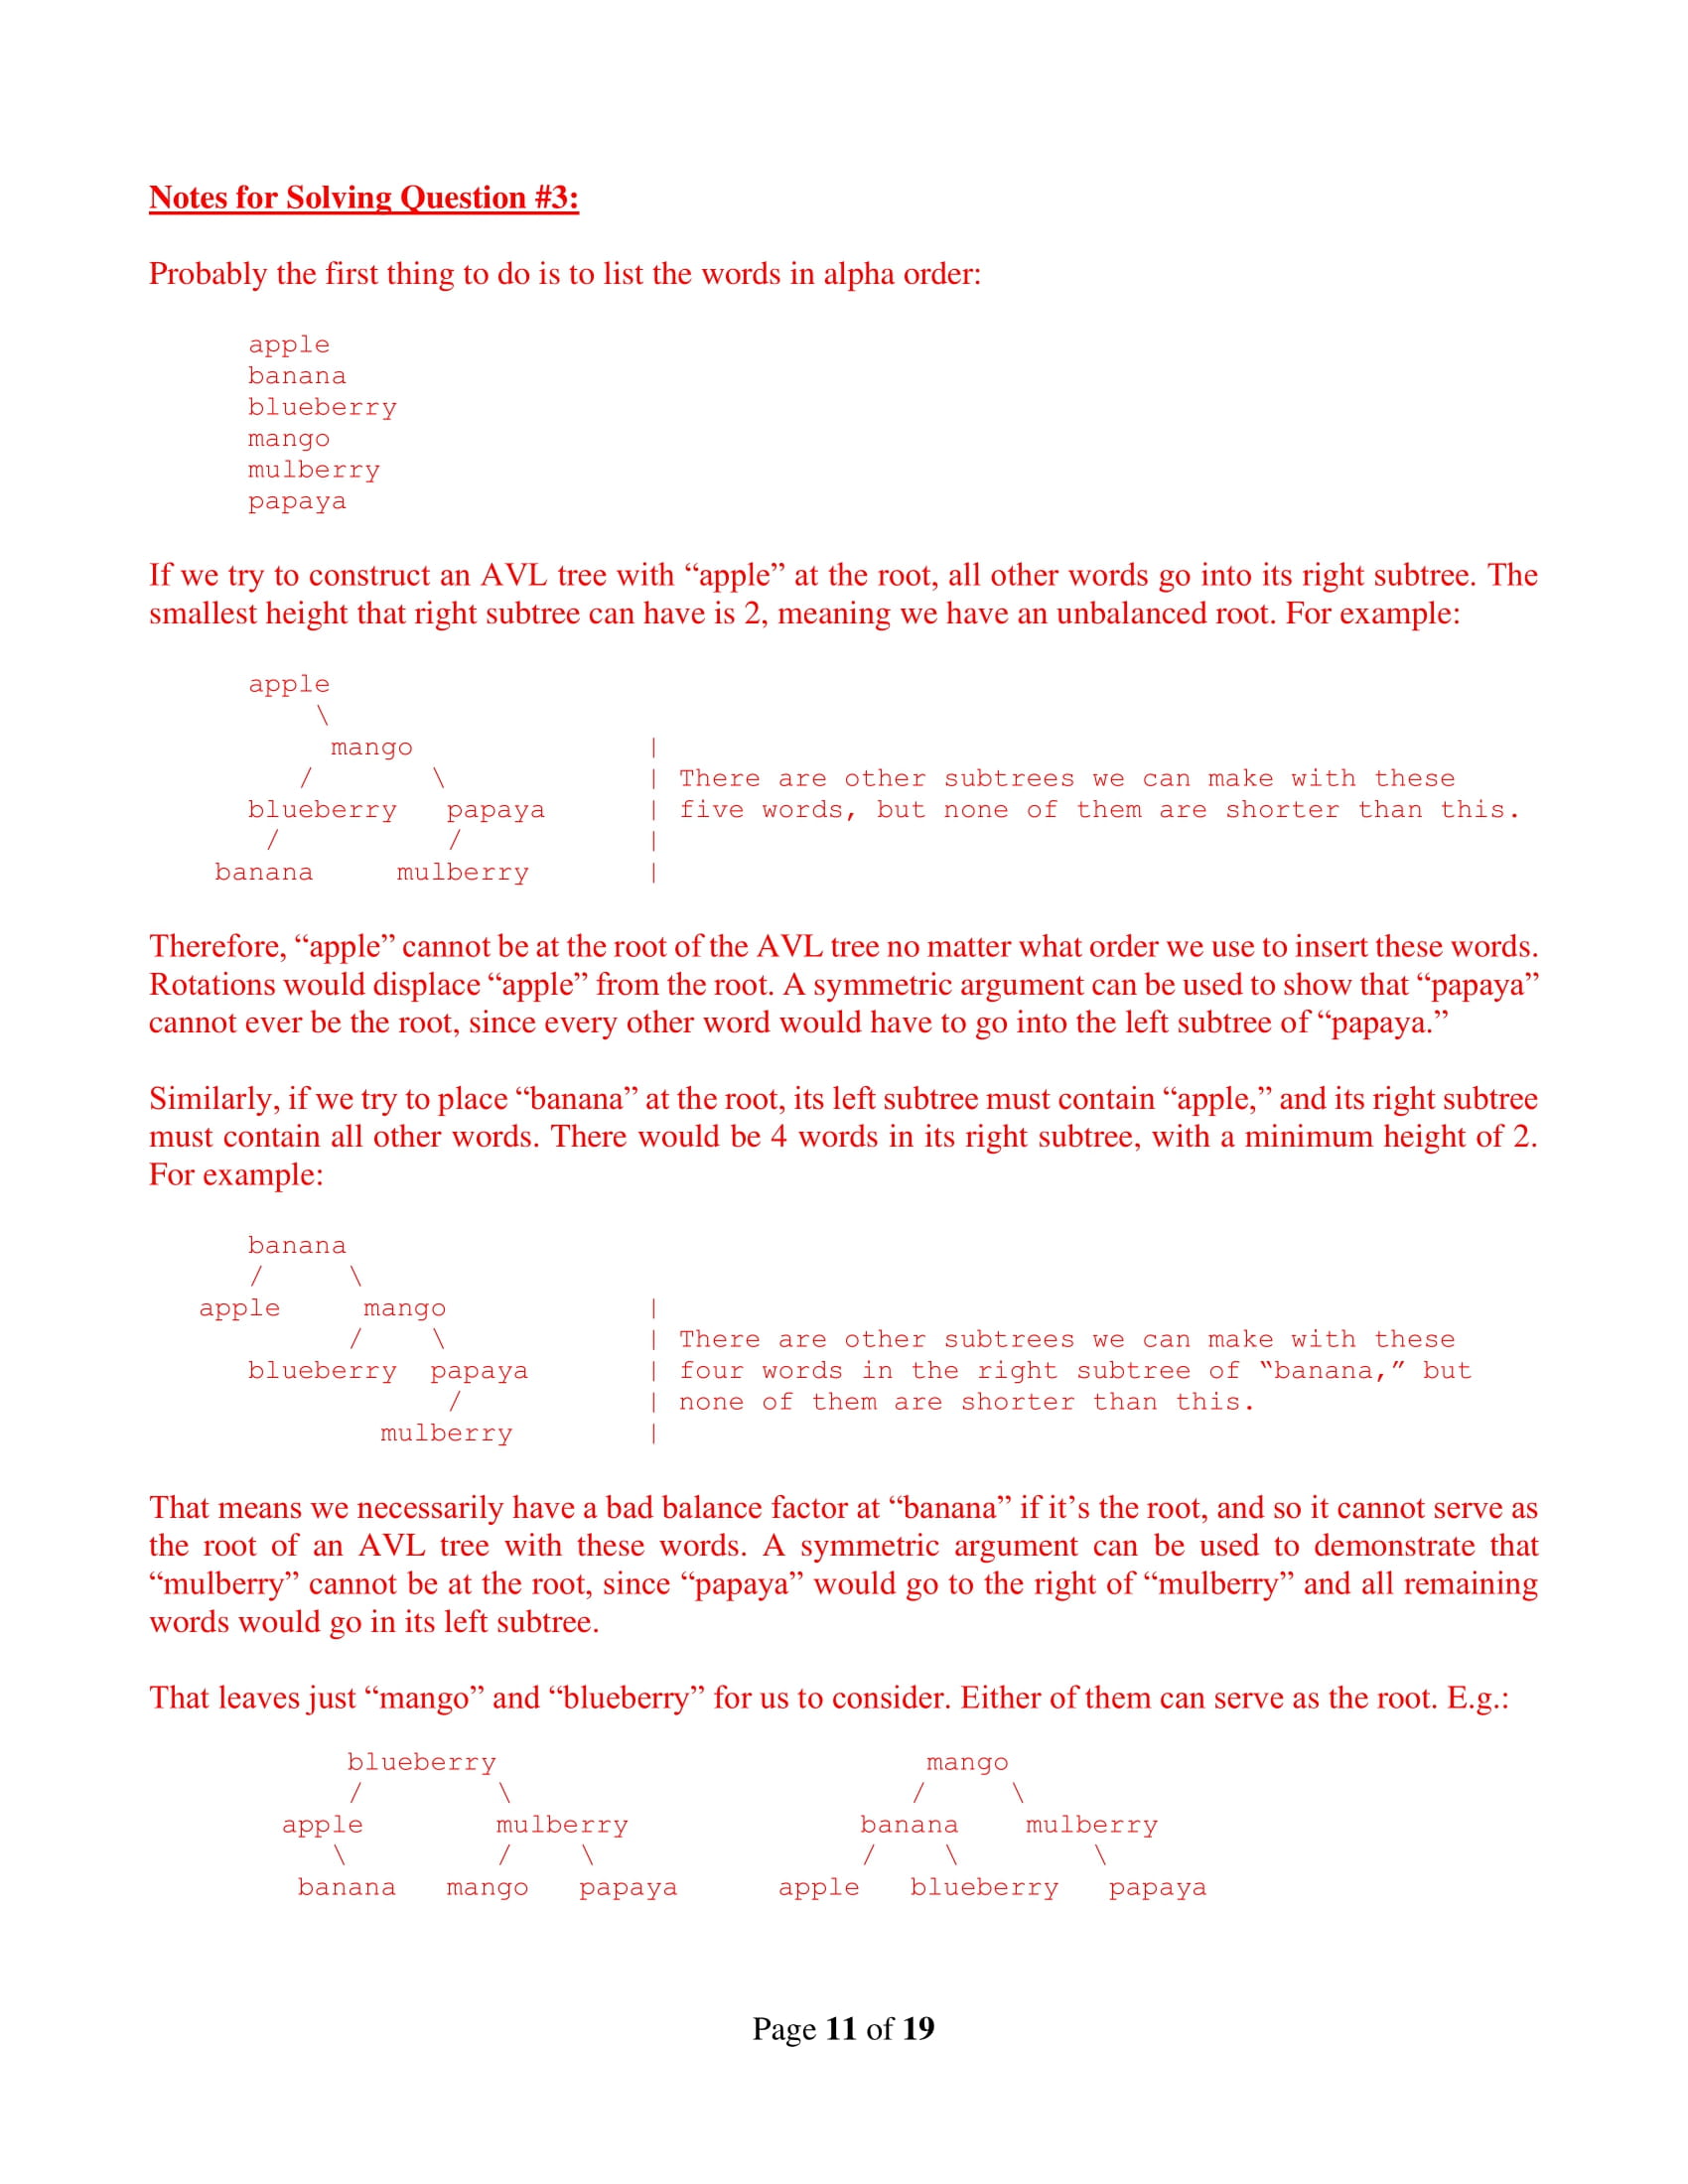 Notes for Solving Question #3:
Probably the first thing to do is to list the words in alpha order:
apple
banana
blueberry
mango
mulberry
papaya
If we try to construct an AVL tree with “apple” at the root, all other words go into its right subtree. The
smallest height that right subtree can have is 2, meaning we have an unbalanced root. For example:
apple
\
mango |
/ \ | There are other subtrees we can make with these
blueberry papaya | five words, but none of them are shorter than this.
/ / |
banana mulberry |
Therefore, “apple” cannot be at the root of the AVL tree no matter what order we use to insert these words.
Rotations would displace “apple” from the root. A symmetric argument can be used to show that “papaya”
cannot ever be the root, since every other word would have to go into the left subtree of “papaya.”
Similarly, if we try to place “banana” at the root, its left subtree must contain “apple,” and its right subtree
must contain all other words. There would be 4 words in its right subtree, with a minimum height of 2.
For example:
banana
/ \
apple mango |
/ \ | There are other subtrees we can make with these
blueberry papaya | four words in the right subtree of “banana,” but
/ | none of them are shorter than this.
mulberry |
That means we necessarily have a bad balance factor at “banana” if it’s the root, and so it cannot serve as
the root of an AVL tree with these words. A symmetric argument can be used to demonstrate that
“mulberry” cannot be at the root, since “papaya” would go to the right of “mulberry” and all remaining
words would go in its left subtree.
That leaves just “mango” and “blueberry” for us to consider. Either of them can serve as the root. E.g.:
blueberry mango
/ \ / \
apple mulberry banana mulberry
\ / \ / \ \
banana mango papaya apple blueberry papaya
Page 11 of 19